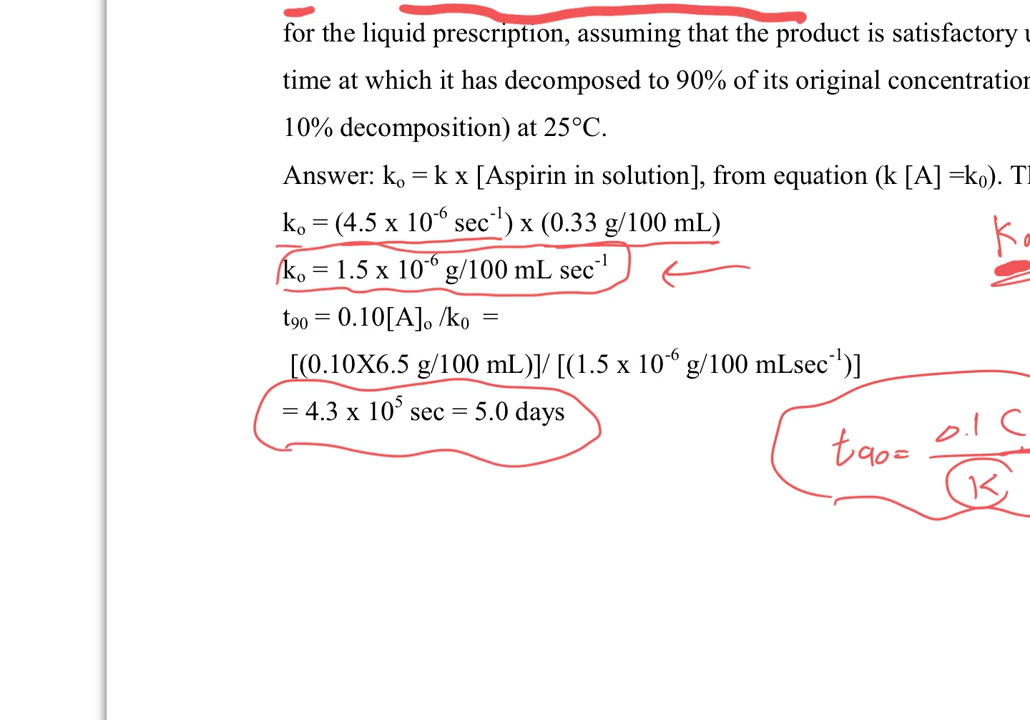 for the liquid prescription, assuming that the product is satisfactory
time at which it has decomposed to 90% of its original concentration
10% decomposition) at 25°C.
Answer: kₒ = k x [Aspirin in solution], from equation (k [A] =k₀). Th
kₒ = (4.5 x 10⁻⁶ sec⁻¹) x (0.33 g/100 mL)
K₀
kₒ = 1.5 x 10⁻⁶ g/100 mL sec⁻¹
t₉₀ = 0.10[A]ₒ /k₀ =
[(0.10X6.5 g/100 mL)]/ [(1.5 x 10⁻⁶ g/100 mLsec⁻¹)]
= 4.3 x 10⁵ sec = 5.0 days
t₉₀= 0.1 C
K